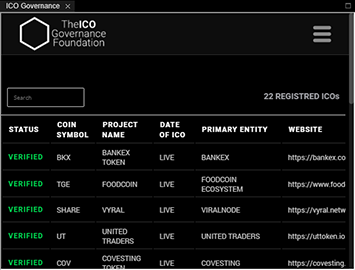 ICO Governance
TheICO
Governance
Foundation
Search
22 REGISTRED ICOs
STATUS COIN SYMBOL PROJECT NAME DATE OF ICO PRIMARY ENTITY WEBSITE
VERIFIED BKX BANKEX TOKEN LIVE BANKEX https://bankex.co
VERIFIED TGE FOODCOIN LIVE FOODCOIN ECOSYSTEM https://www.food
VERIFIED SHARE VYRAL LIVE VIRALNODE https://vyral.netw
VERIFIED UT UNITED TRADERS LIVE UNITED TRADERS https://uttoken.io
VERIFIED COV COVESTING TOKEN LIVE COVESTING https://covesting.